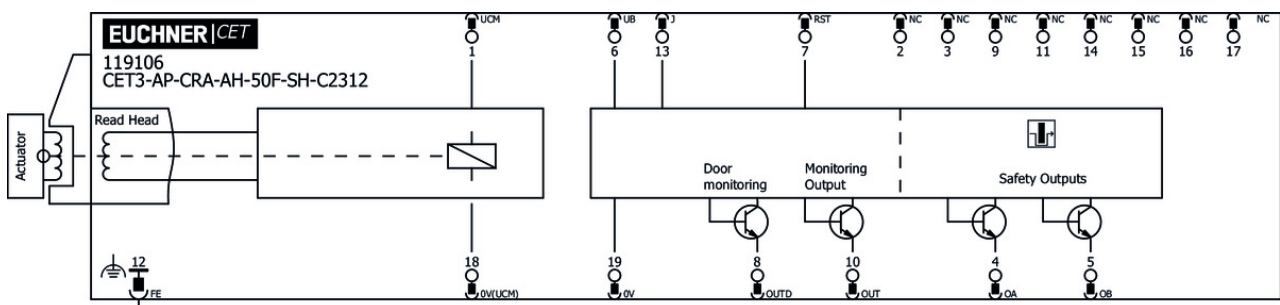 UCM UB J RST NC NC NC NC NC NC NC NC
1 6 13 7 2 3 9 11 14 15 16 17
EUCHNER|CET
119106
CET3-AP-CRA-AH-50F-SH-C2312
Read Head
Actuator
Door
monitoring
Monitoring
Output
Safety Outputs
12 18 19 8 10 4 5
FE 0V(UCM) 0V OUTD OUT OA OB